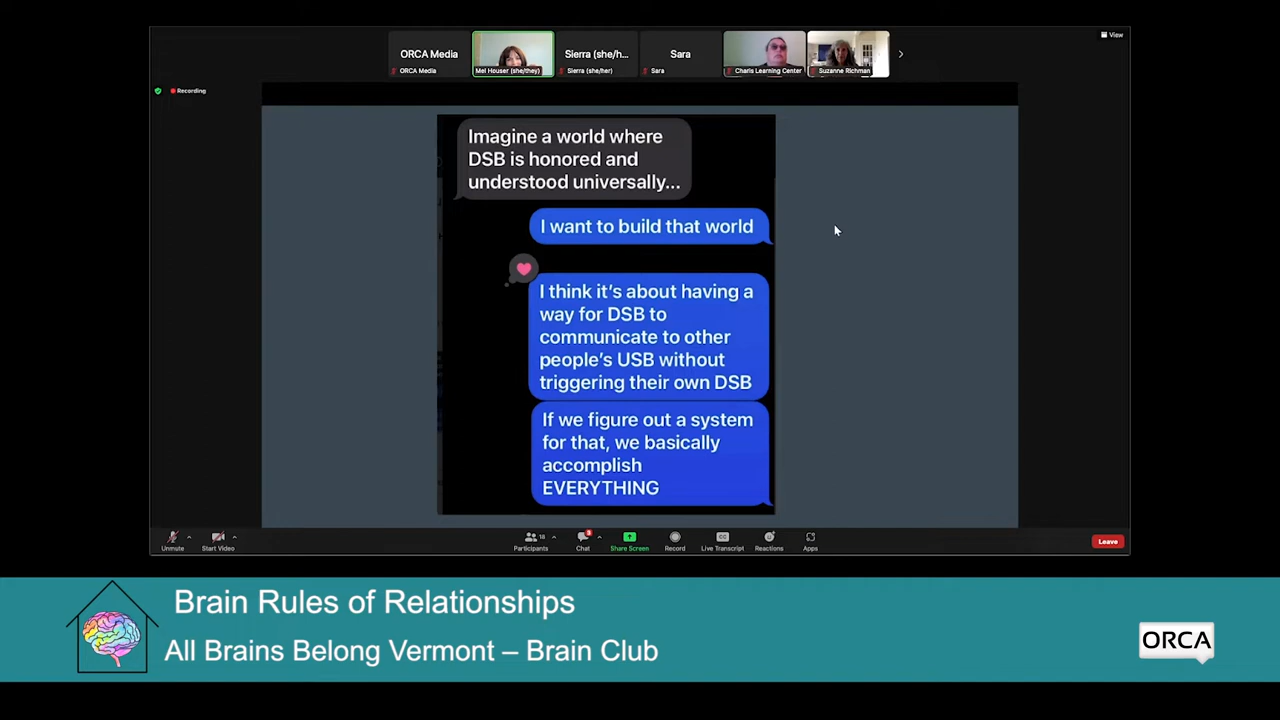 View
ORCA Media
Sierra (she/h...
Sara
ORCA Media
Mel Houser (she/they)
Sierra (she/her)
Sara
Charis Learning Center
Suzanne Richman
Recording
Imagine a world where
DSB is honored and
understood universally...
I want to build that world
I think it's about having a
way for DSB to
communicate to other
people's USB without
triggering their own DSB
If we figure out a system
for that, we basically
accomplish
EVERYTHING
Unmute
Start Video
Participants
18
Chat
Share Screen
Record
CC
Live Transcript
Reactions
Apps
Leave
Brain Rules of Relationships
All Brains Belong Vermont – Brain Club
ORCA